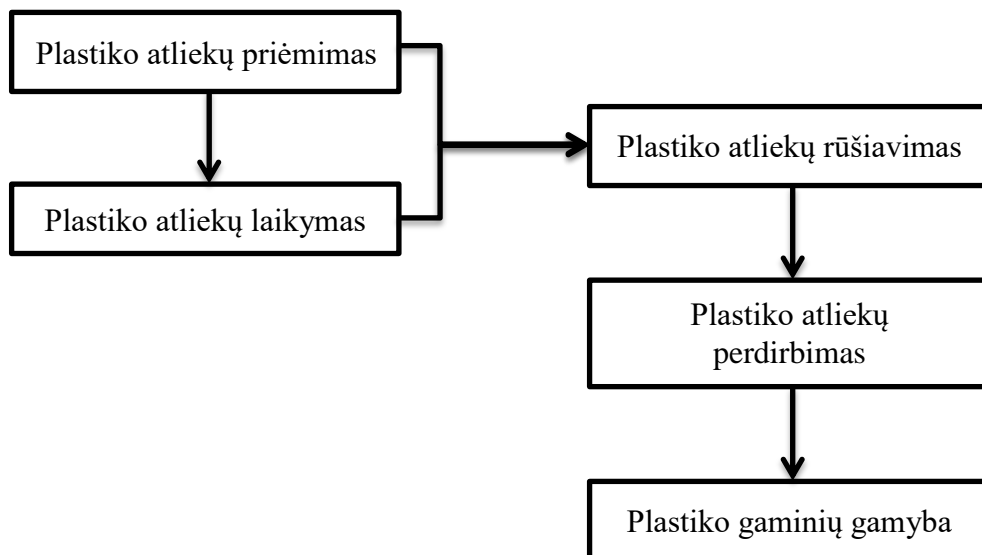 Plastiko atliekų priėmimas
Plastiko atliekų laikymas
Plastiko atliekų rūšiavimas
Plastiko atliekų
perdirbimas
Plastiko gaminių gamyba